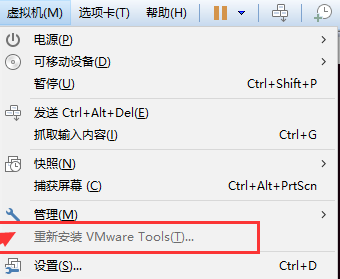 虚拟机(M) 选项卡(T) 帮助(H)
电源(P)
可移动设备(D)
暂停(U) Ctrl+Shift+P
发送 Ctrl+Alt+Del(E)
抓取输入内容(I) Ctrl+G
快照(N)
捕获屏幕 (C) Ctrl+Alt+PrtScn
管理(M)
重新安装 VMware Tools(T)...
设置(S)... Ctrl+D